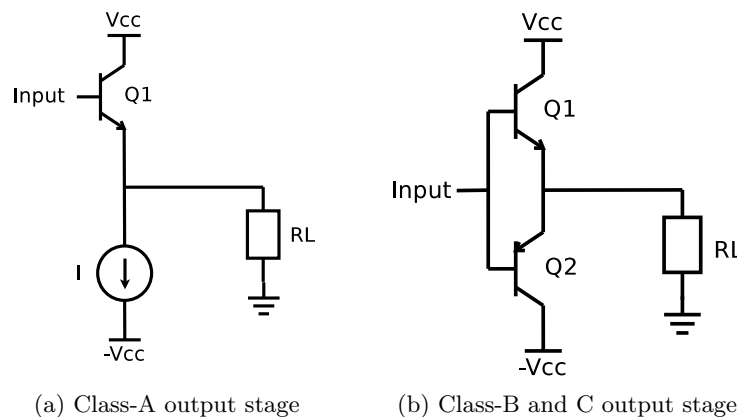 Vcc
Input
Q1
RL
I
-Vcc
(a) Class-A output stage
Vcc
Q1
Input
RL
Q2
-Vcc
(b) Class-B and C output stage